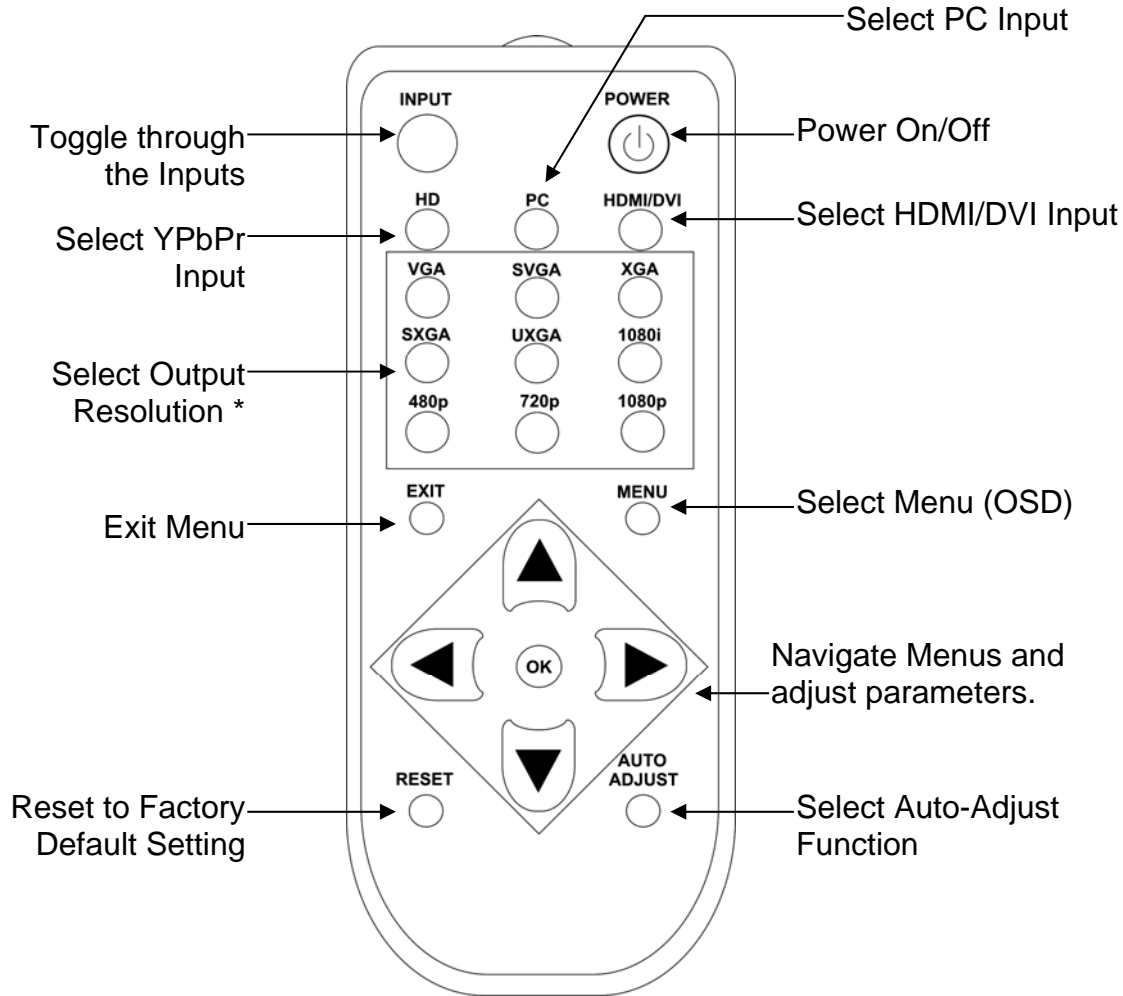 Select PC Input
INPUT
POWER
Toggle through
the Inputs
Power On/Off
HD
PC
HDMI/DVI
Select YPbPr
Input
Select HDMI/DVI Input
VGA
SVGA
XGA
SXGA
UXGA
1080i
Select Output
Resolution *
480p
720p
1080p
EXIT
MENU
Exit Menu
Select Menu (OSD)
OK
Navigate Menus and
adjust parameters.
RESET
AUTO
ADJUST
Reset to Factory
Default Setting
Select Auto-Adjust
Function